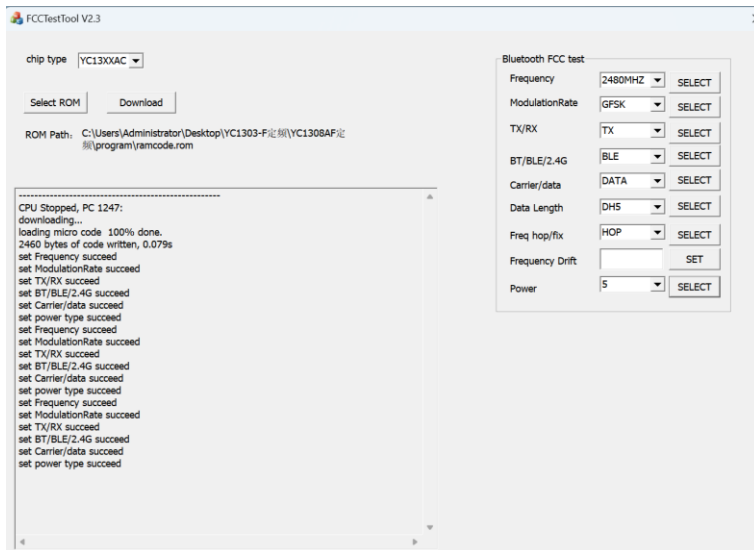 FCCTestTool V2.3
chip type YC13XXAC
Select ROM Download
ROM Path: C:\Users\Administrator\Desktop\YC1303-F定频\YC1308AF定
频\program\ramcode.rom
------------------------------------------------------
CPU Stopped, PC 1247:
downloading...
loading micro code 100% done.
2460 bytes of code written, 0.079s
set Frequency succeed
set ModulationRate succeed
set TX/RX succeed
set BT/BLE/2.4G succeed
set Carrier/data succeed
set power type succeed
set Frequency succeed
set ModulationRate succeed
set TX/RX succeed
set BT/BLE/2.4G succeed
set Carrier/data succeed
set power type succeed
set Frequency succeed
set ModulationRate succeed
set TX/RX succeed
set BT/BLE/2.4G succeed
set Carrier/data succeed
set power type succeed
Bluetooth FCC test
Frequency 2480MHZ SELECT
ModulationRate GFSK SELECT
TX/RX TX SELECT
BT/BLE/2.4G BLE SELECT
Carrier/data DATA SELECT
Data Length DH5 SELECT
Freq hop/fix HOP SELECT
Frequency Drift SET
Power 5 SELECT